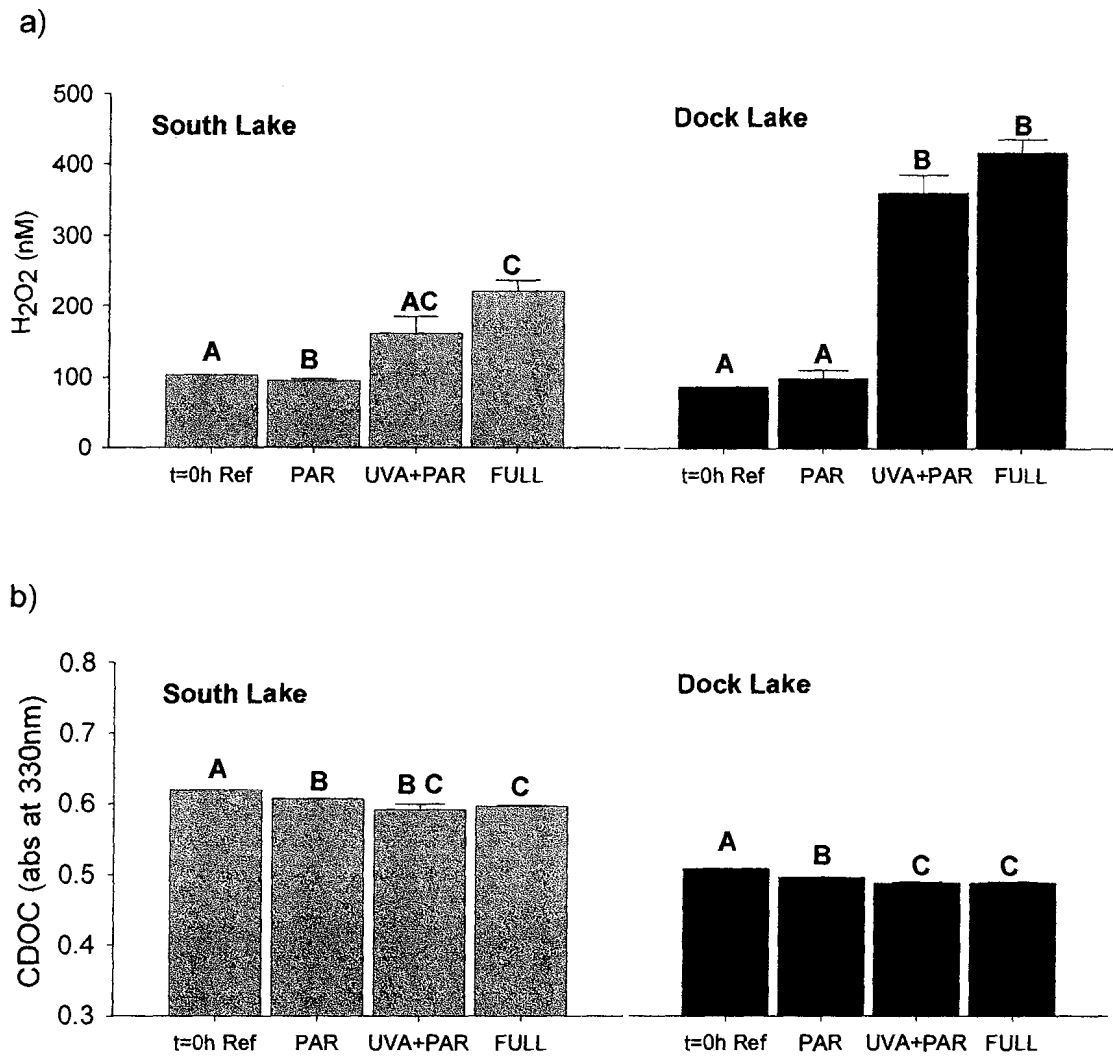 a)
South Lake
Dock Lake
H2O2 (nM)
500
400
300
200
100
0
A
B
AC
C
A
A
B
B
t=0h Ref PAR UVA+PAR FULL
t=0h Ref PAR UVA+PAR FULL
b)
South Lake
Dock Lake
CDOC (abs at 330nm)
0.8
0.7
0.6
0.5
0.4
0.3
A
B
B C
C
A
B
C
C
t=0h Ref PAR UVA+PAR FULL
t=0h Ref PAR UVA+PAR FULL